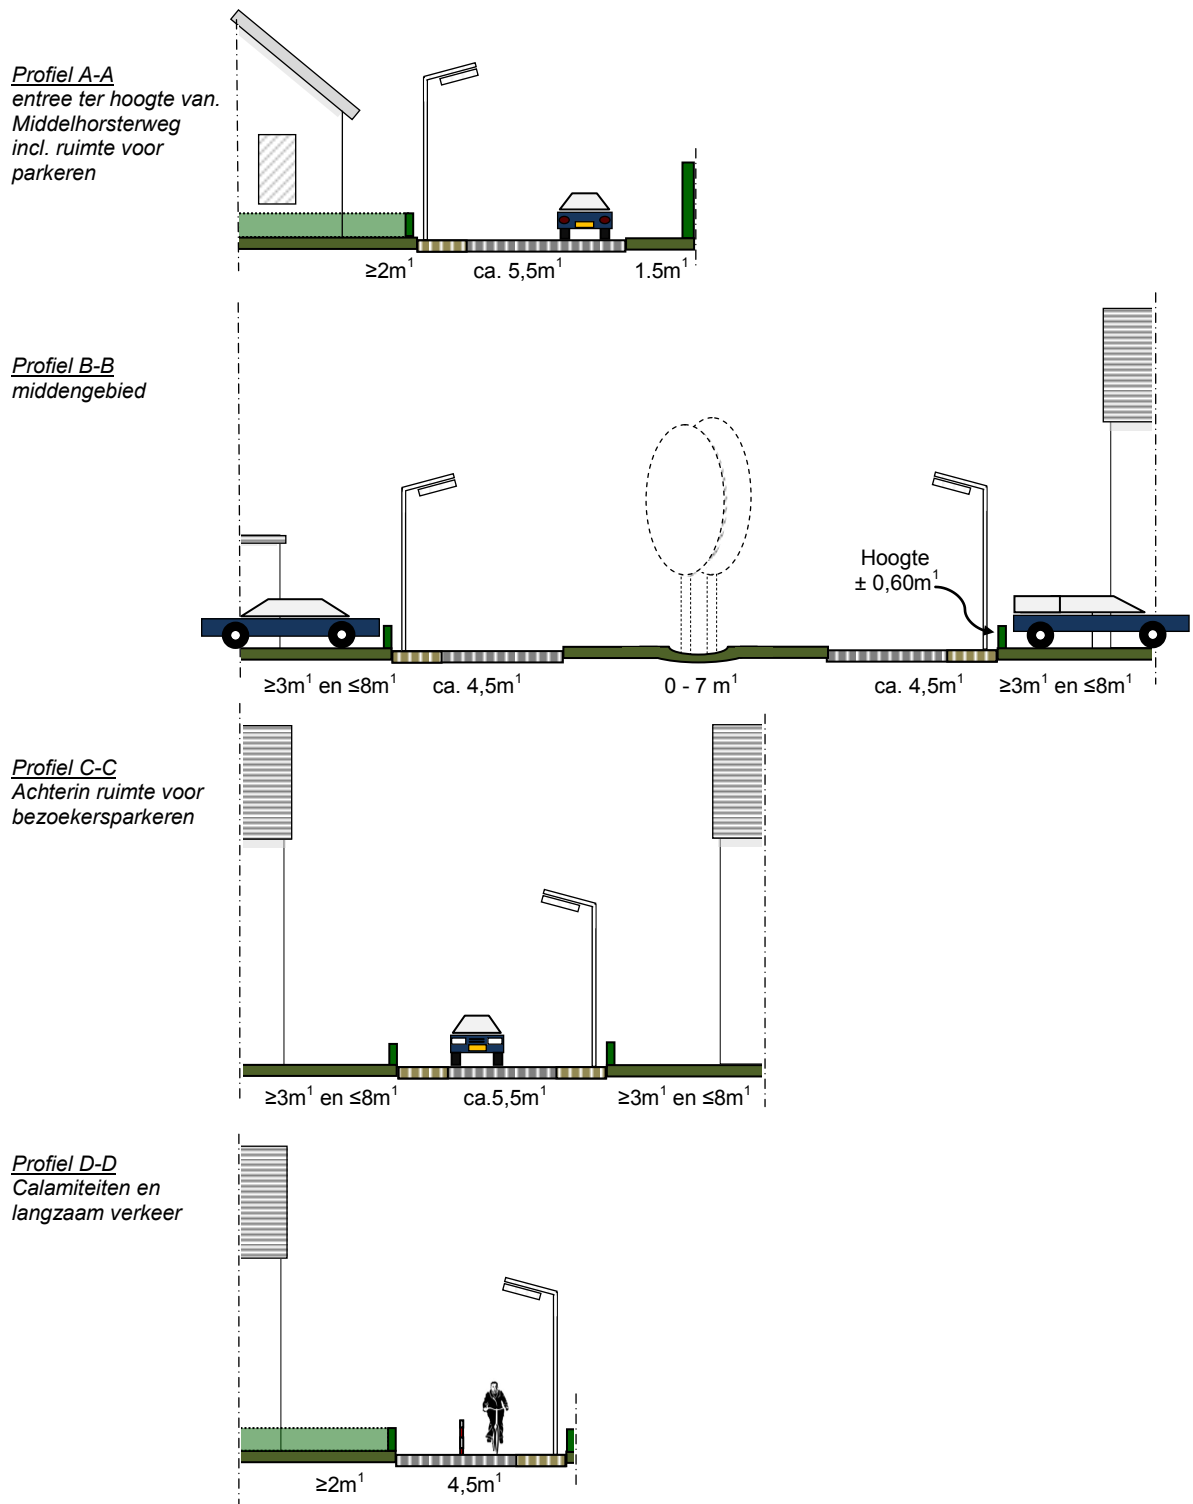 Profiel A-A
entree ter hoogte van.
Middelhorsterweg
incl. ruimte voor
parkeren
≥2m¹ ca. 5,5m¹ 1.5m¹
Profiel B-B
middengebied
Hoogte
± 0,60m¹
≥3m¹ en ≤8m¹ ca. 4,5m¹ 0 - 7 m¹ ca. 4,5m¹ ≥3m¹ en ≤8m¹
Profiel C-C
Achterin ruimte voor
bezoekersparkeren
≥3m¹ en ≤8m¹ ca.5,5m¹ ≥3m¹ en ≤8m¹
Profiel D-D
Calamiteiten en
langzaam verkeer
≥2m¹ 4,5m¹